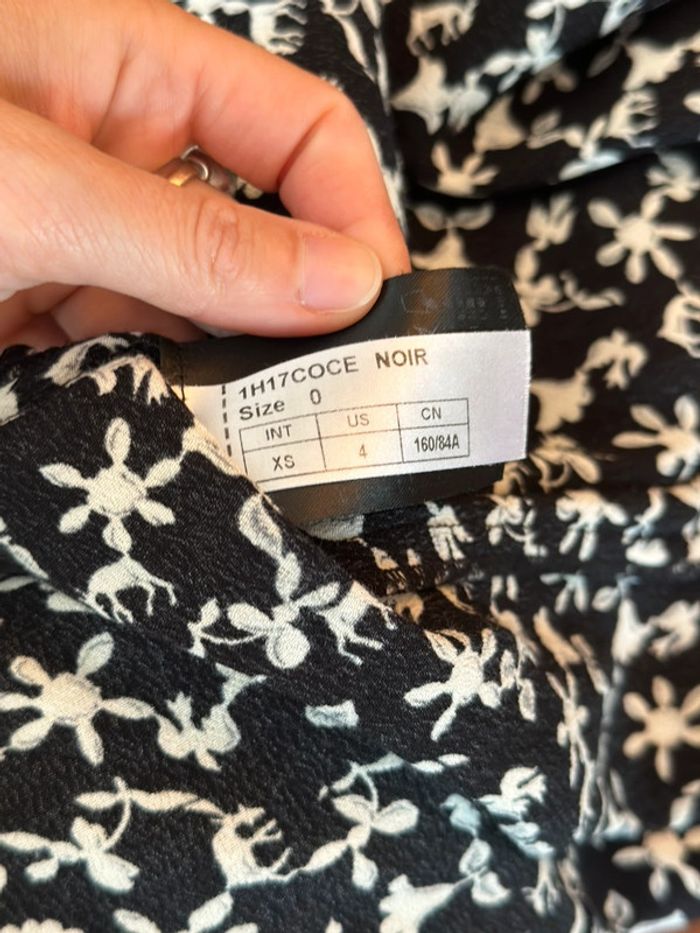 1H17COCE NOIR
Size 0
INT US CN
XS 4 160/84A